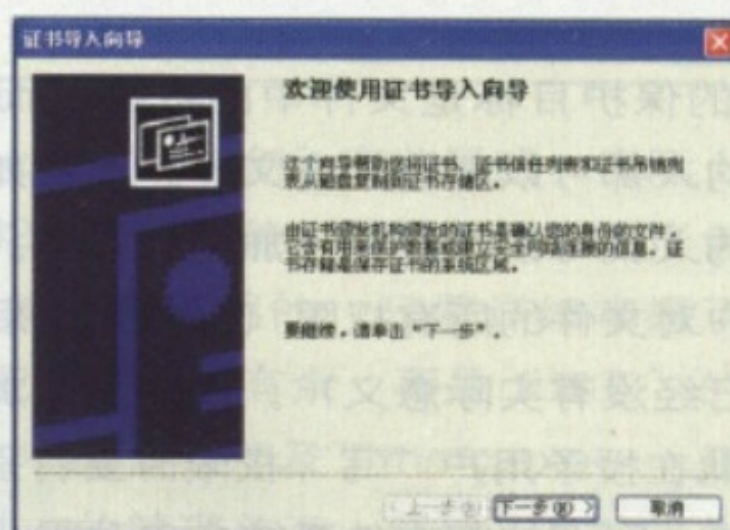 证书导入向导
欢迎使用证书导入向导
这个向导帮助您将证书、证书信任列表和证书吊销列
表从磁盘复制到证书存储区。
由证书颁发机构颁发的证书是确认您的身份的文件,
它含有用来保护数据或建立安全网络连接的信息。证
书存储是保存证书的系统区域。
要继续,请单击“下一步”。
下一步(N) >
取消